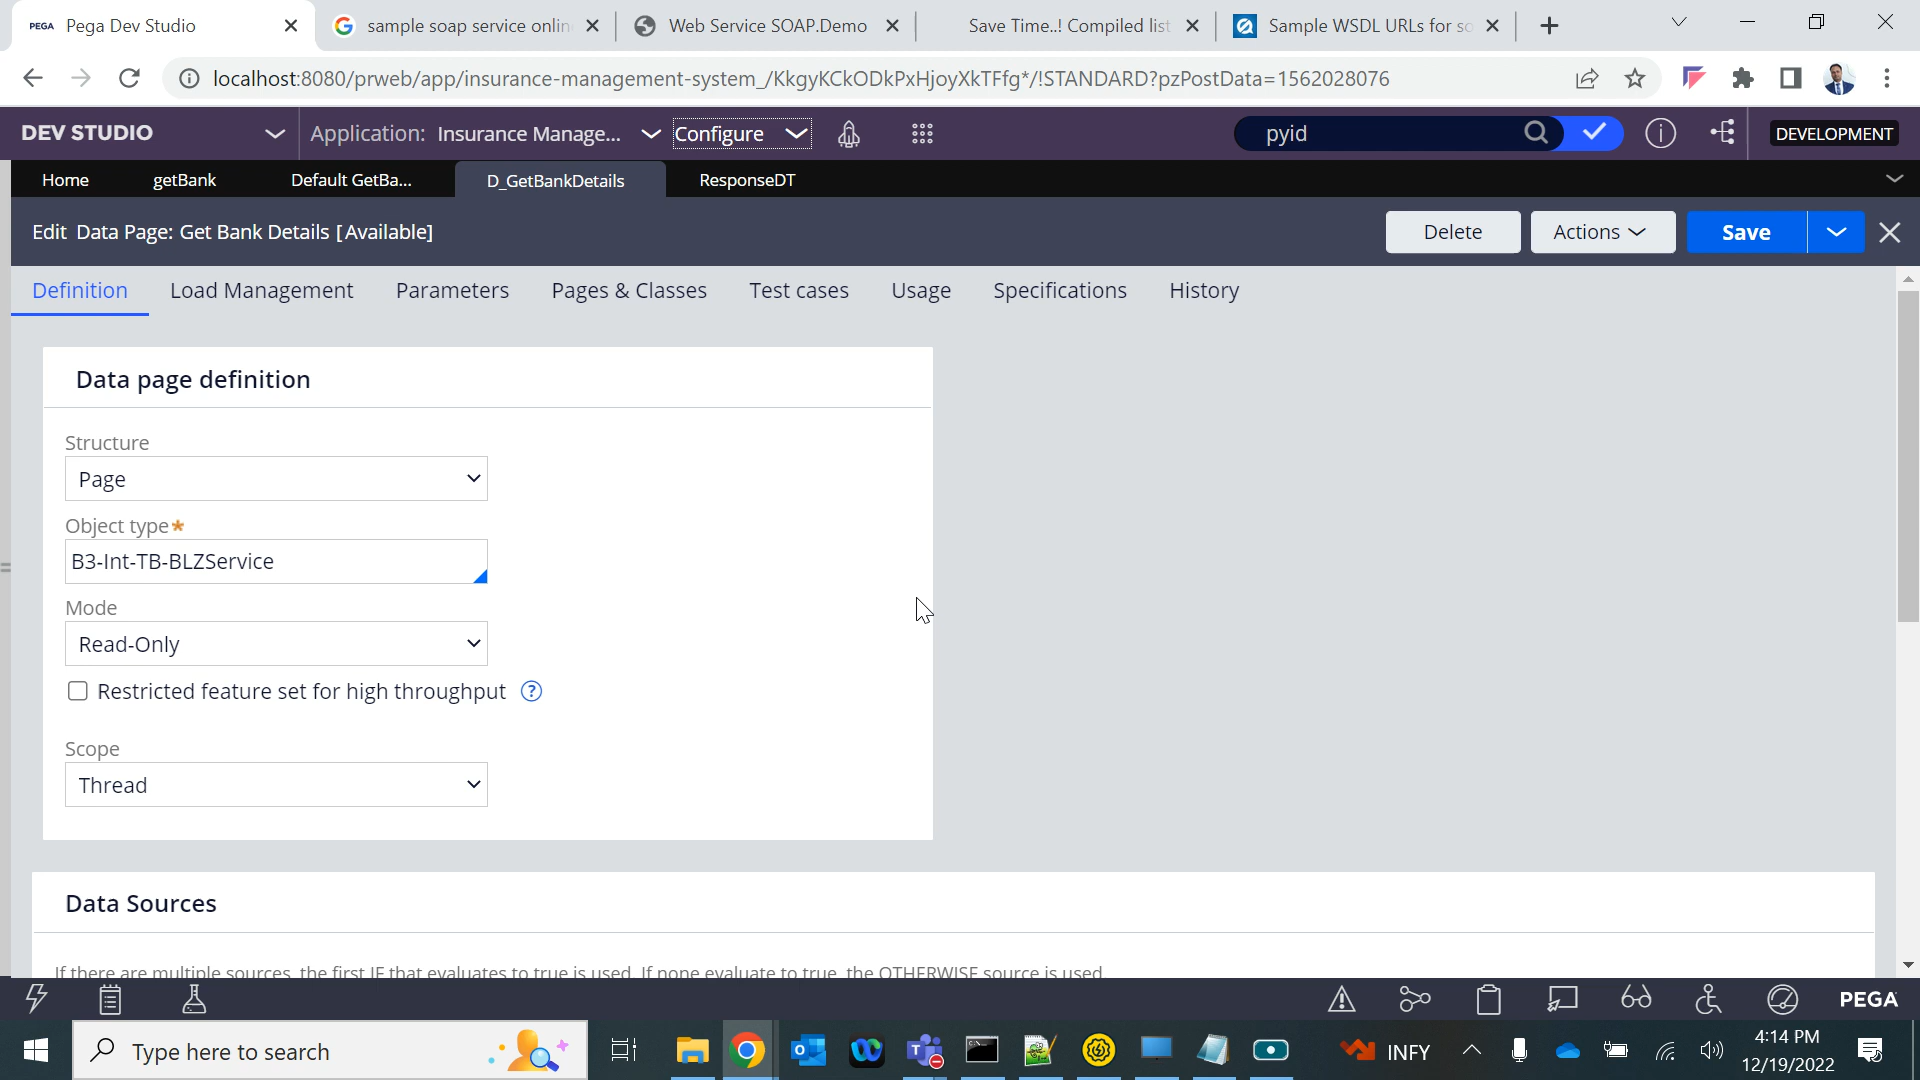 PEGA Pega Dev Studio
sample soap service onlin
Web Service SOAP.Demo
Save Time..! Compiled list
Sample WSDL URLs for so
localhost:8080/prweb/app/insurance-management-system_/KkgyKCkODkPxHjoyXkTFfg*/!STANDARD?pzPostData=1562028076
DEV STUDIO
Application: Insurance Manage...
Configure
pyid
DEVELOPMENT
Home
getBank
Default GetBa...
D_GetBankDetails
ResponseDT
Edit Data Page: Get Bank Details [Available]
Delete
Actions
Save
Definition
Load Management
Parameters
Pages & Classes
Test cases
Usage
Specifications
History
Data page definition
Structure
Page
Object type*
B3-Int-TB-BLZService
Mode
Read-Only
Restricted feature set for high throughput ?
Scope
Thread
Data Sources
If there are multiple sources, the first IF that evaluates to true is used. If none evaluate to true, the OTHERWISE source is used
PEGA
Type here to search
INFY
4:14 PM
12/19/2022